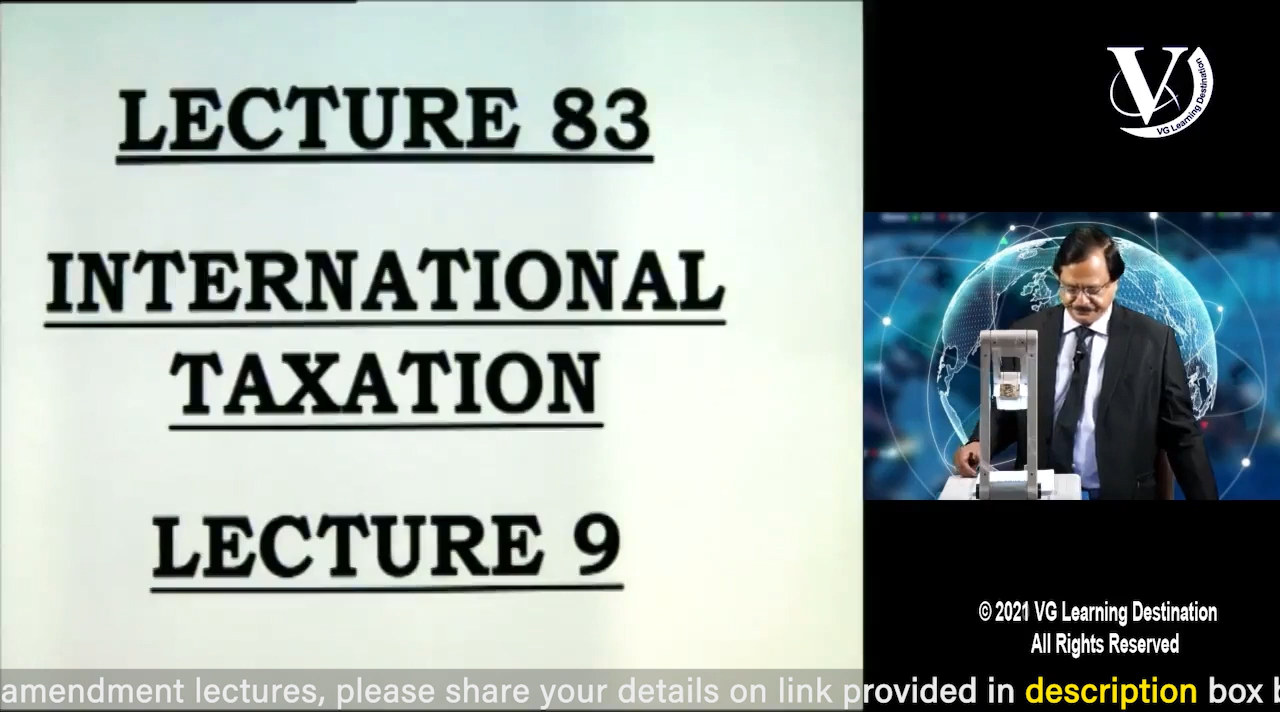 LECTURE 83
INTERNATIONAL
TAXATION
LECTURE 9
V
VG Learning Destination
© 2021 VG Learning Destination
All Rights Reserved
amendment lectures, please share your details on link provided in description box b